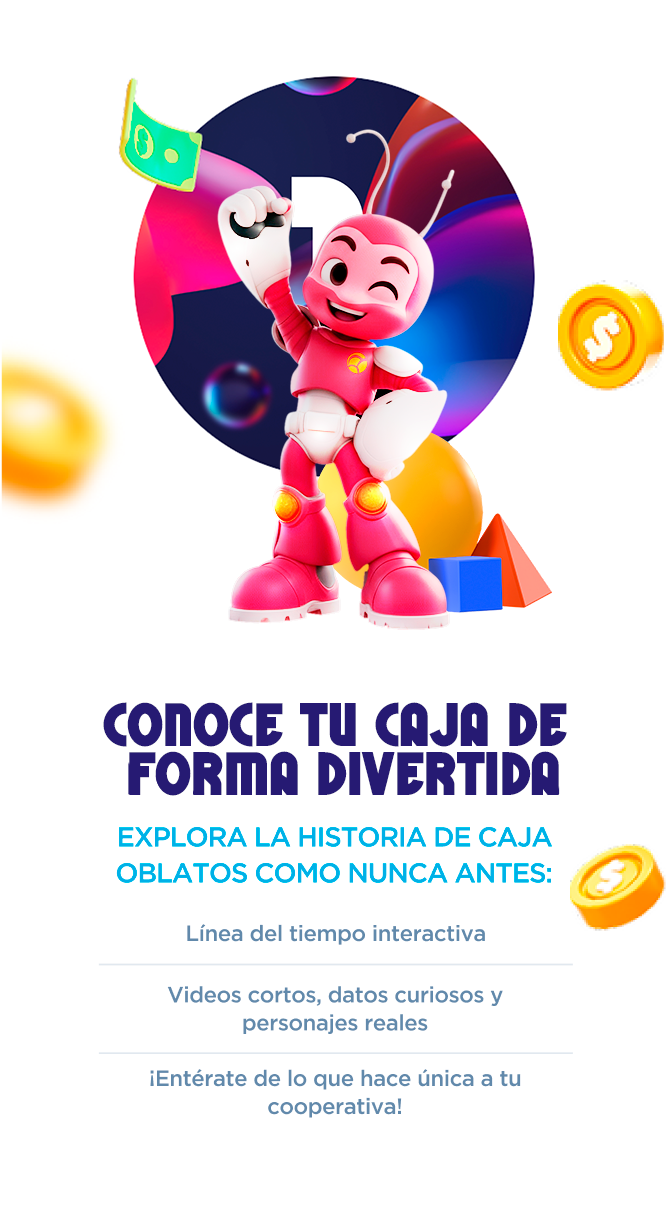 CONOCE TU CAJA DE
FORMA DIVERTIDA
EXPLORA LA HISTORIA DE CAJA
OBLATOS COMO NUNCA ANTES:
Línea del tiempo interactiva
Videos cortos, datos curiosos y
personajes reales
¡Entérate de lo que hace única a tu
cooperativa!